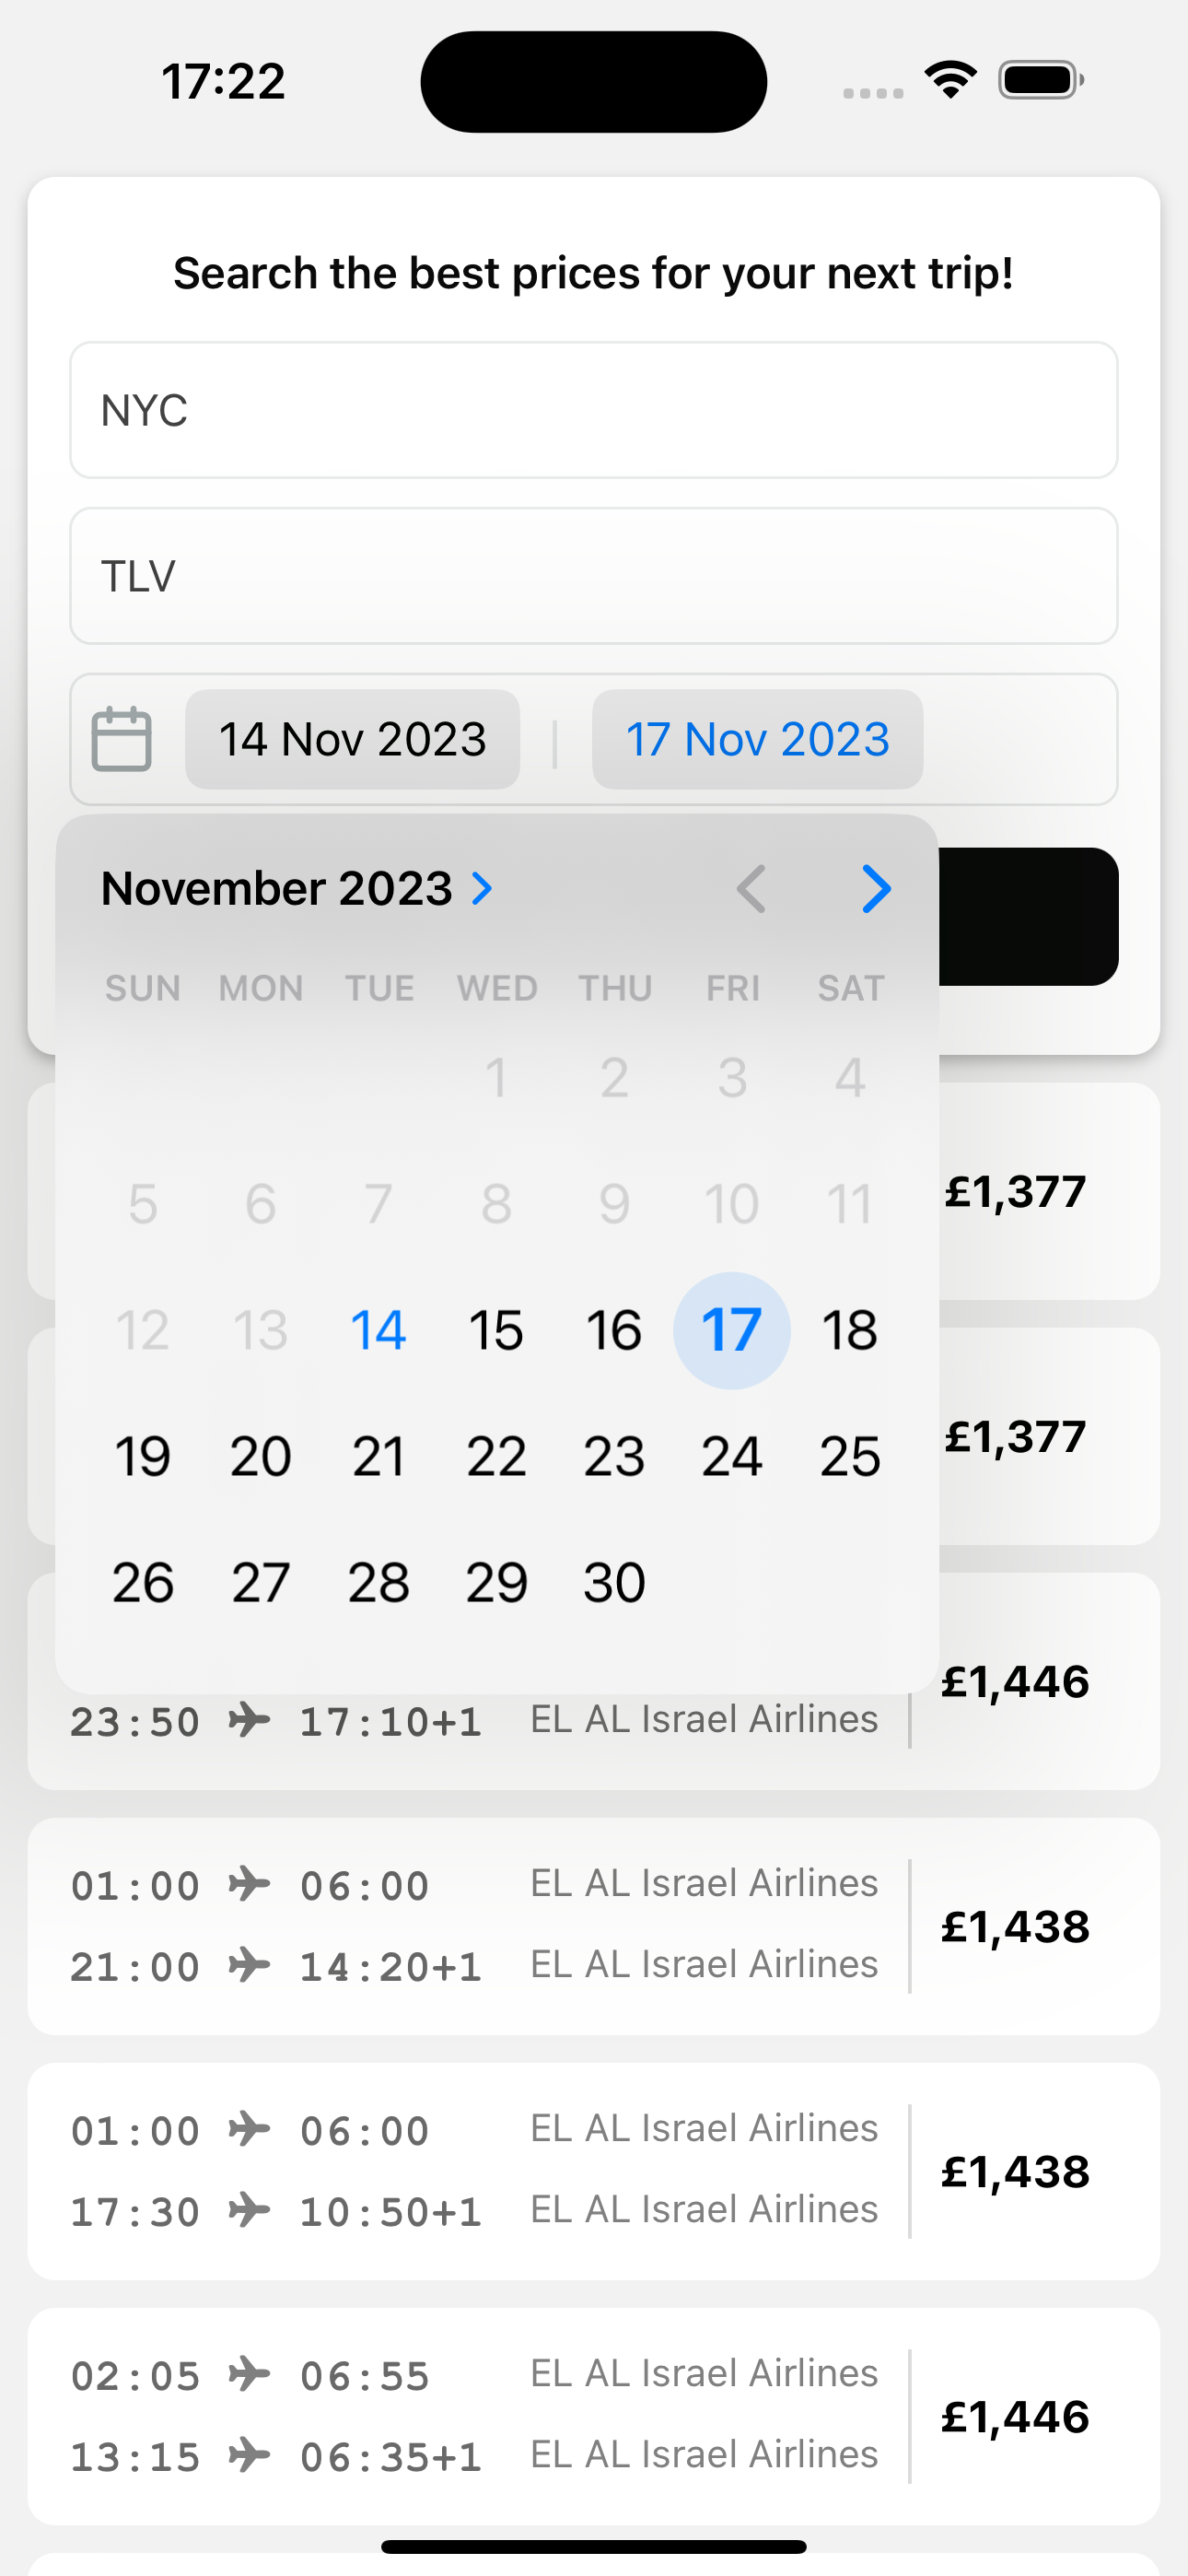 17:22
Search the best prices for your next trip!
NYC
TLV
14 Nov 2023 | 17 Nov 2023
November 2023
SUN MON TUE WED THU FRI SAT
1 2 3 4
5 6 7 8 9 10 11
£1,377
12 13 14 15 16 17 18
19 20 21 22 23 24 25
£1,377
26 27 28 29 30
£1,446
23:50 17:10+1 EL AL Israel Airlines
01:00 06:00 EL AL Israel Airlines
£1,438
21:00 14:20+1 EL AL Israel Airlines
01:00 06:00 EL AL Israel Airlines
£1,438
17:30 10:50+1 EL AL Israel Airlines
02:05 06:55 EL AL Israel Airlines
£1,446
13:15 06:35+1 EL AL Israel Airlines